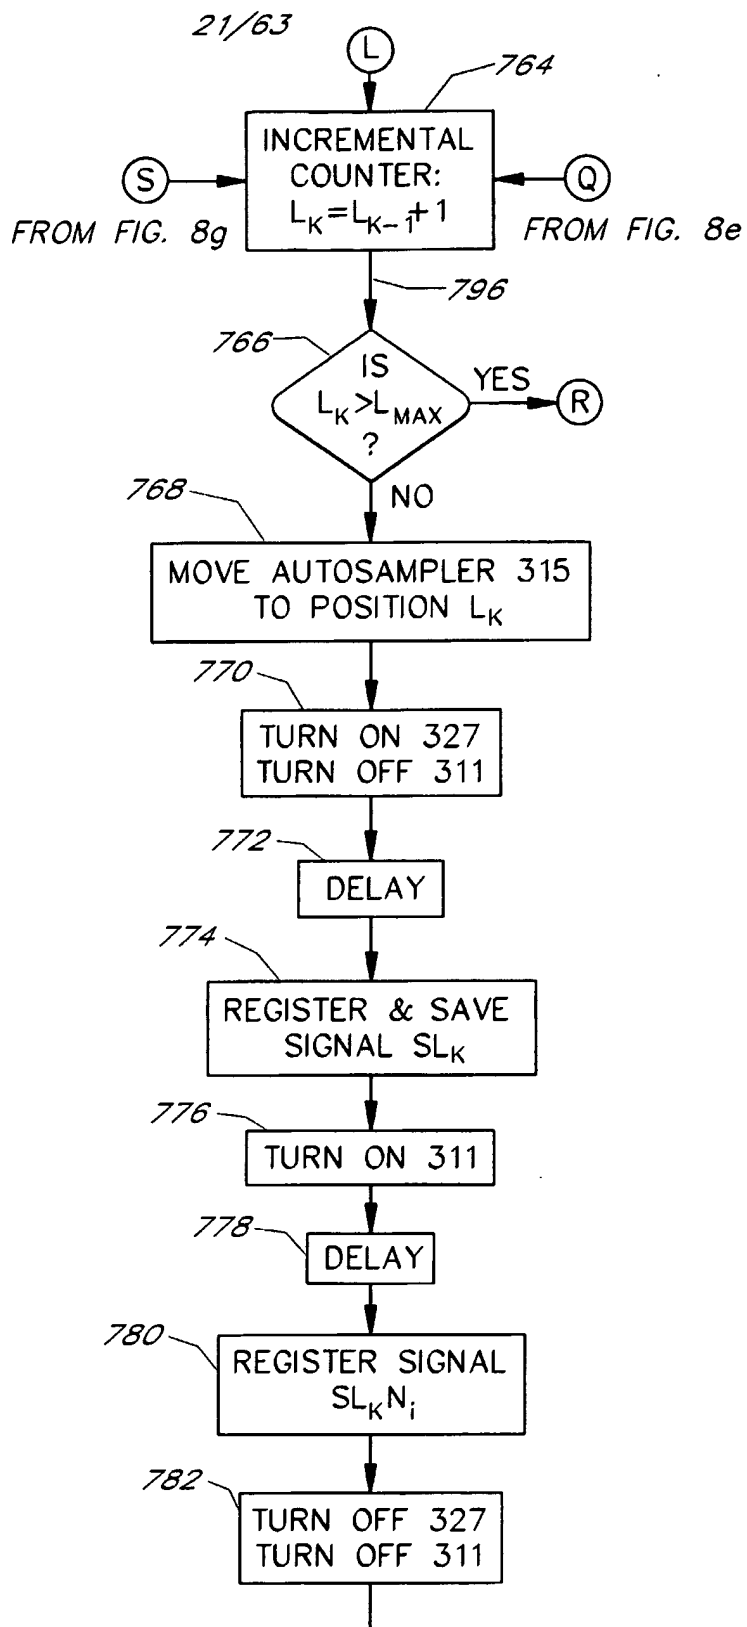 21/63
L
764
INCREMENTAL
COUNTER:
L_K=L_{K-1}+1
S
Q
FROM FIG. 8g
FROM FIG. 8e
796
766
IS
L_K>L_{MAX}
?
YES
R
NO
768
MOVE AUTOSAMPLER 315
TO POSITION L_K
770
TURN ON 327
TURN OFF 311
772
DELAY
774
REGISTER & SAVE
SIGNAL SL_K
776
TURN ON 311
778
DELAY
780
REGISTER SIGNAL
SL_KN_i
782
TURN OFF 327
TURN OFF 311